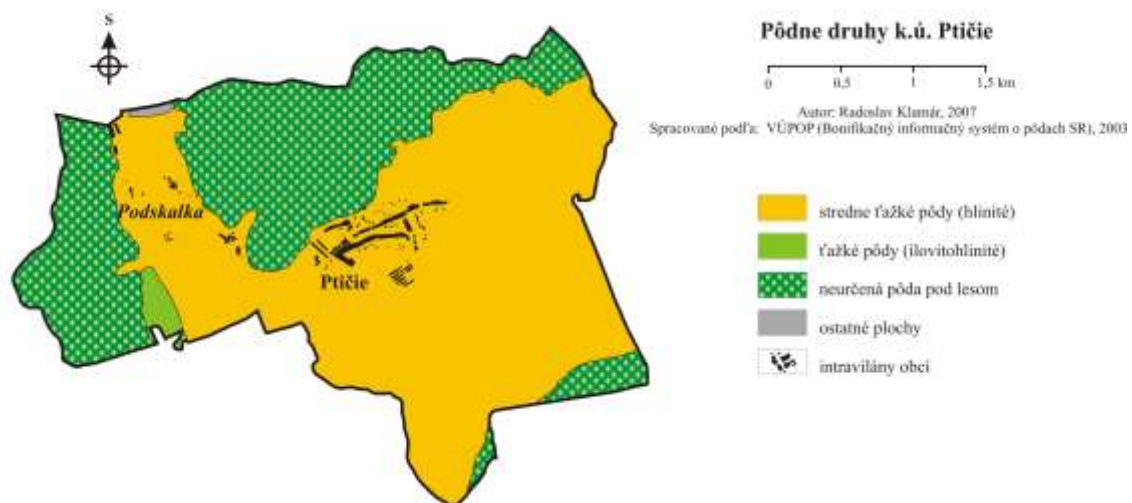 S
Pôdne druhy k.ú. Ptičie
0 0,5 1 1,5 km
Autor: Radoslav Klamár, 2007
Spracované podľa: VÚPOP (Bonifikačný informačný systém o pôdach SR), 2003
Podskalka
Ptičie
stredne ťažké pôdy (hlinité)
ťažké pôdy (ílovitohlinité)
neurčená pôda pod lesom
ostatné plochy
intravilány obcí